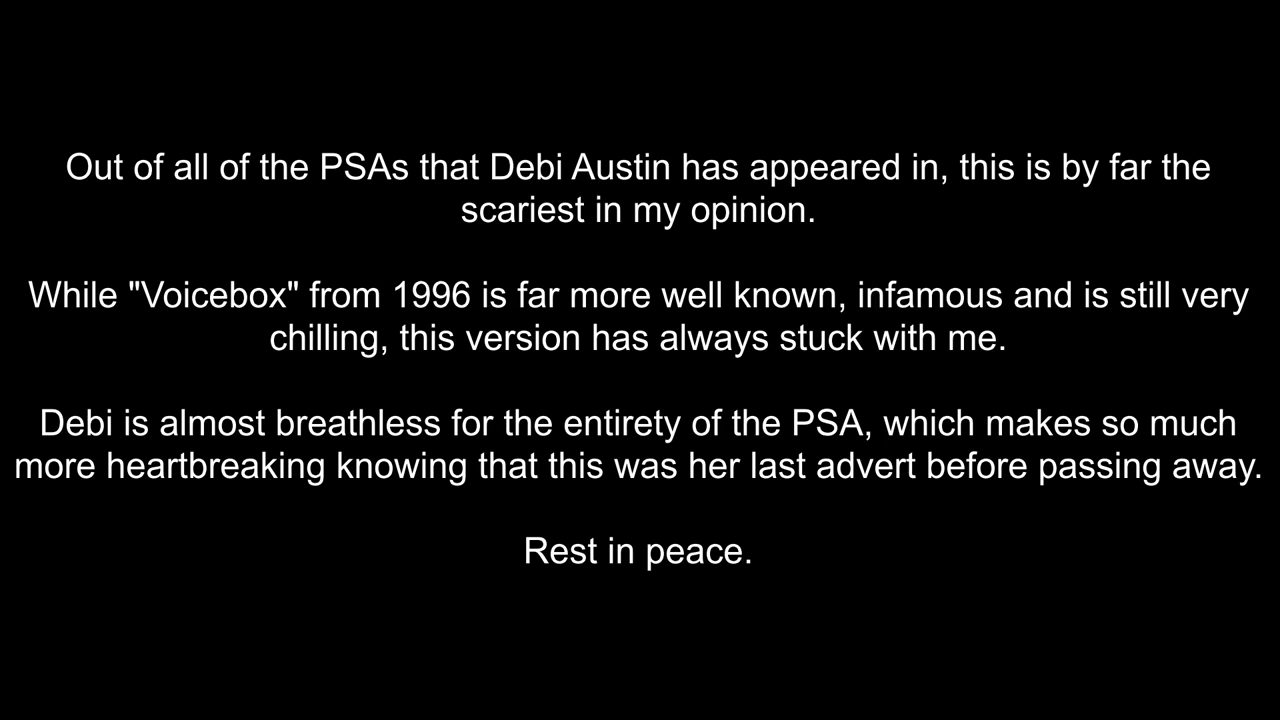 Out of all of the PSAs that Debi Austin has appeared in, this is by far the
scariest in my opinion.
While "Voicebox" from 1996 is far more well known, infamous and is still very
chilling, this version has always stuck with me.
Debi is almost breathless for the entirety of the PSA, which makes so much
more heartbreaking knowing that this was her last advert before passing away.
Rest in peace.